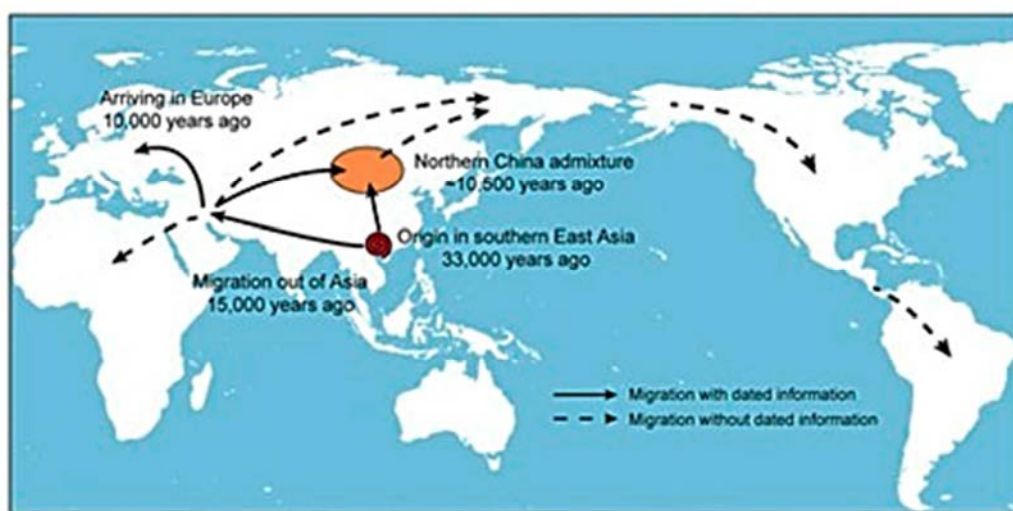 Arriving in Europe
10,000 years ago
Northern China admixture
~10,500 years ago
Origin in southern East Asia
33,000 years ago
Migration out of Asia
15,000 years ago
Migration with dated information
Migration without dated information